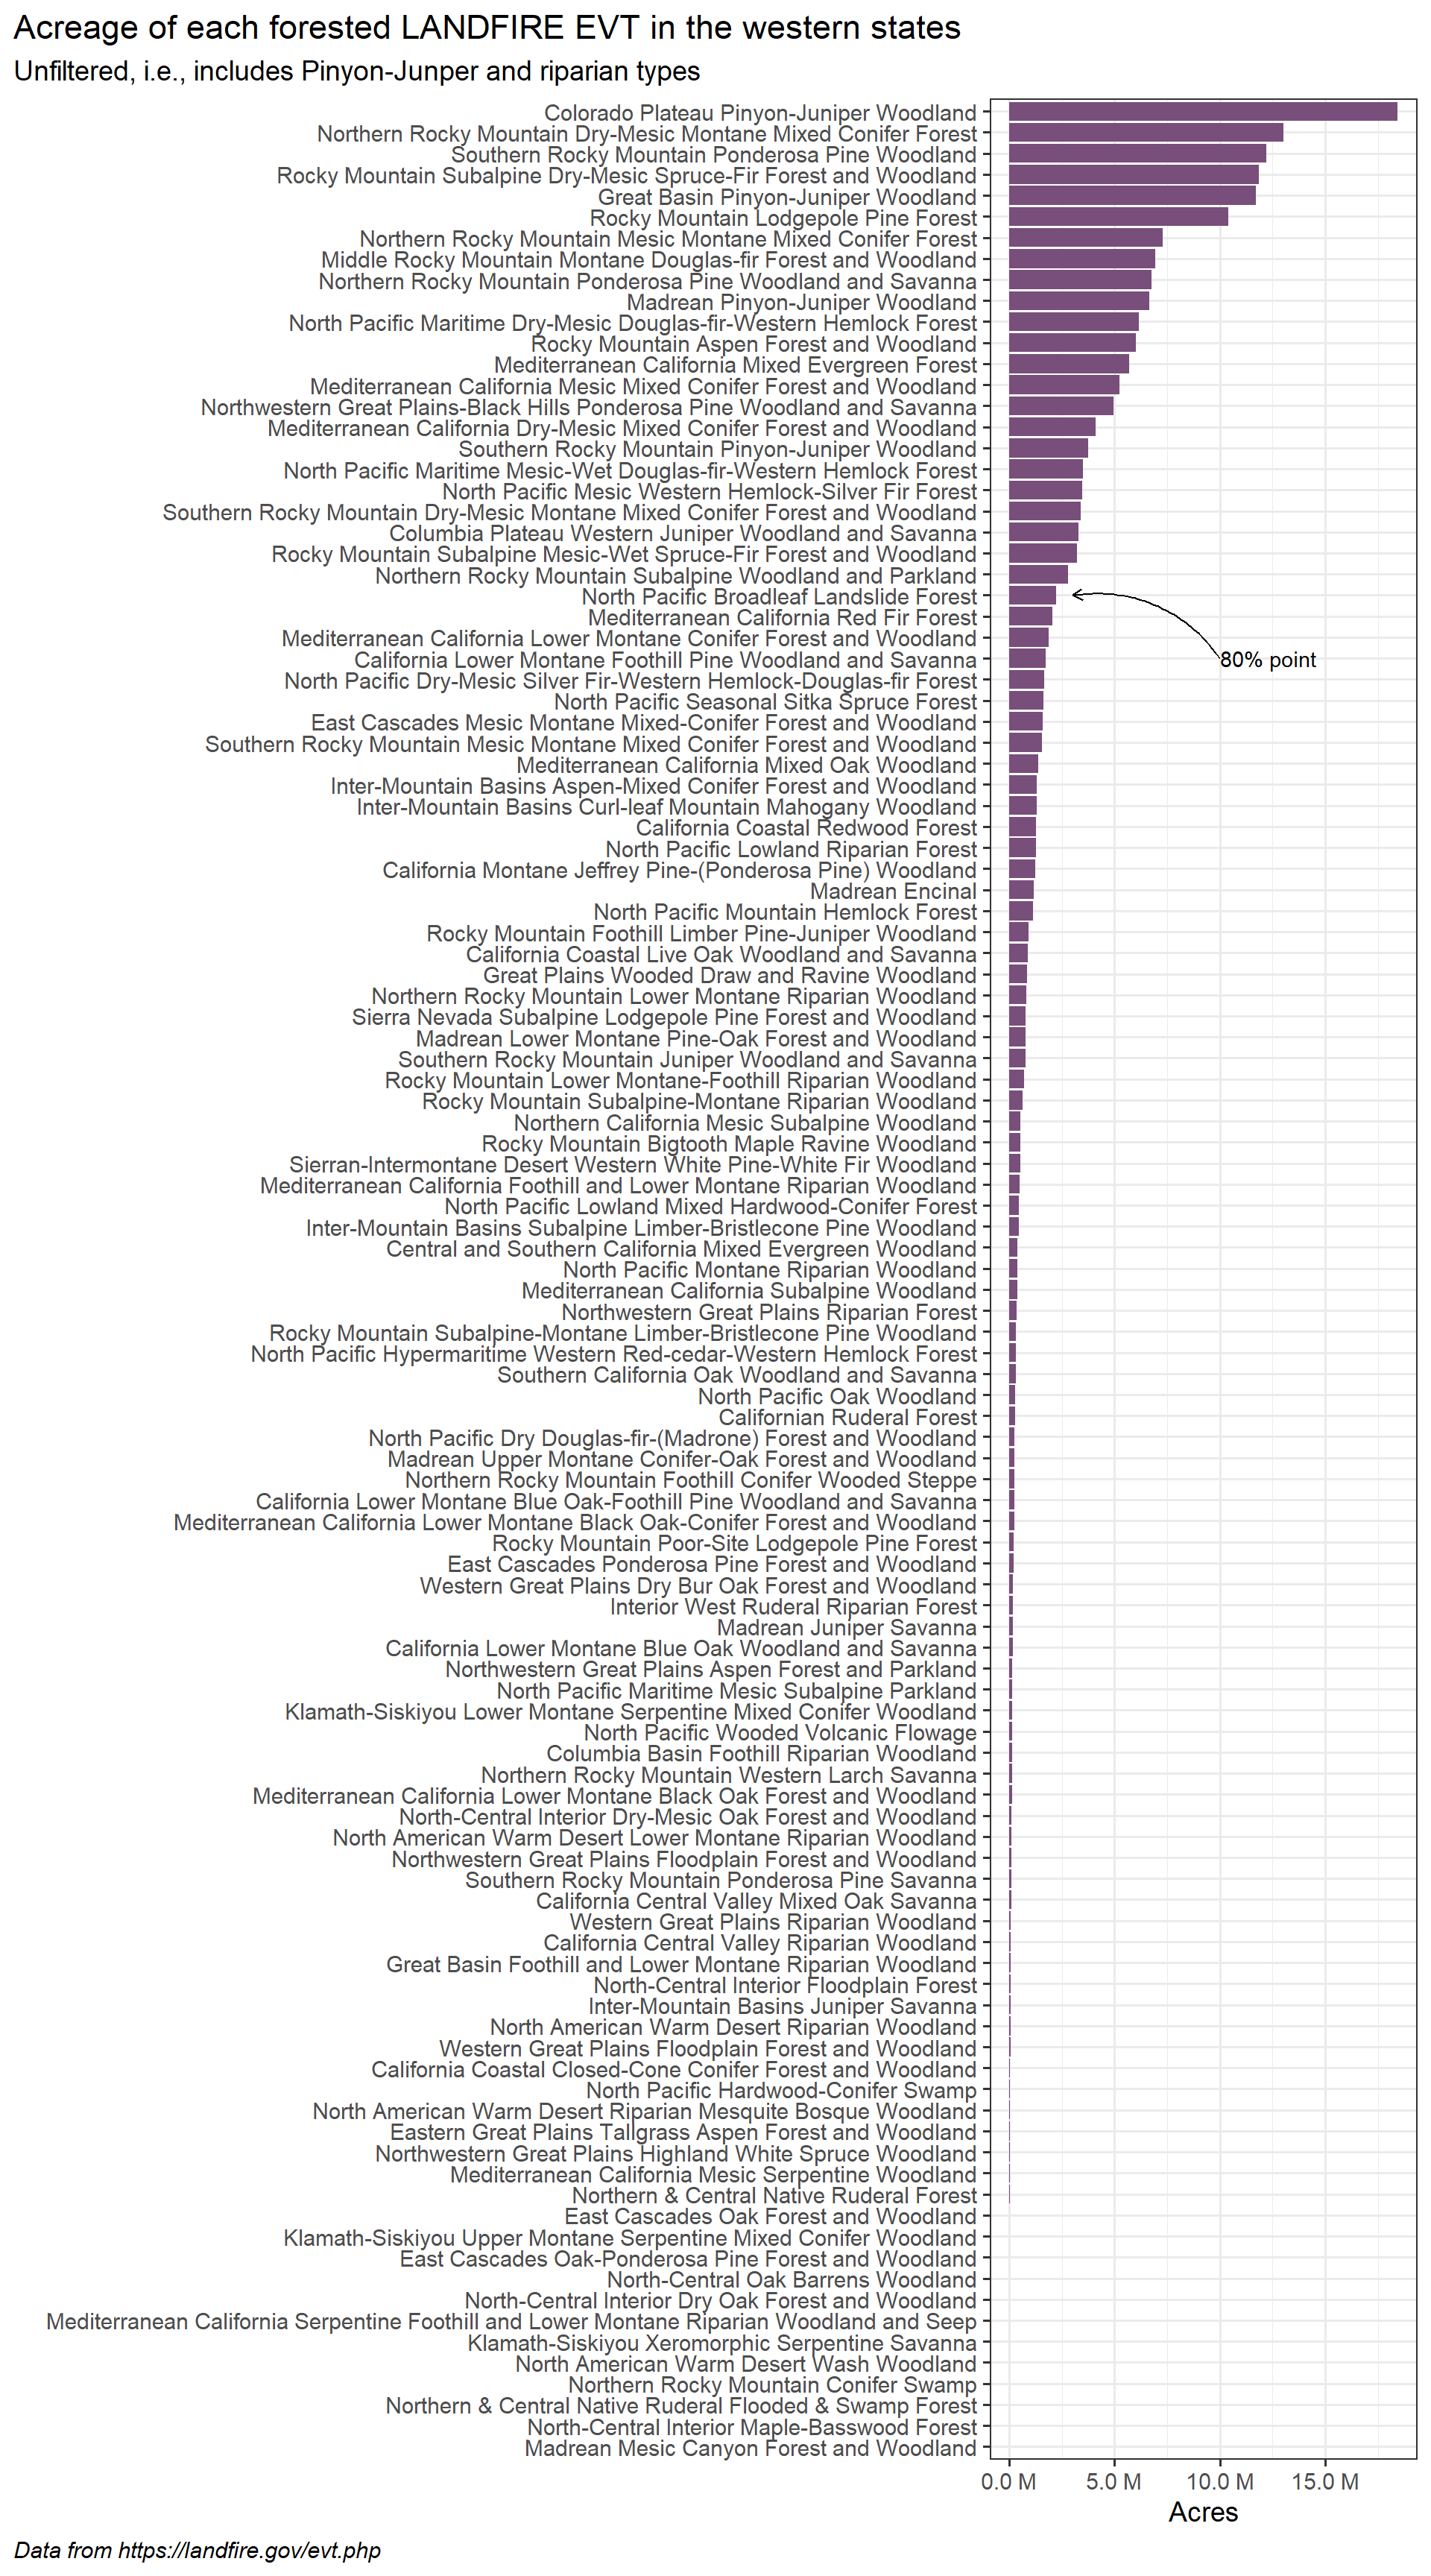 Acreage of each forested LANDFIRE EVT in the western states
Unfiltered, i.e., includes Pinyon-Junper and riparian types
Colorado Plateau Pinyon-Juniper Woodland
Northern Rocky Mountain Dry-Mesic Montane Mixed Conifer Forest
Southern Rocky Mountain Ponderosa Pine Woodland
Rocky Mountain Subalpine Dry-Mesic Spruce-Fir Forest and Woodland
Great Basin Pinyon-Juniper Woodland
Rocky Mountain Lodgepole Pine Forest
Northern Rocky Mountain Mesic Montane Mixed Conifer Forest
Middle Rocky Mountain Montane Douglas-fir Forest and Woodland
Northern Rocky Mountain Ponderosa Pine Woodland and Savanna
Madrean Pinyon-Juniper Woodland
North Pacific Maritime Dry-Mesic Douglas-fir-Western Hemlock Forest
Rocky Mountain Aspen Forest and Woodland
Mediterranean California Mixed Evergreen Forest
Mediterranean California Mesic Mixed Conifer Forest and Woodland
Northwestern Great Plains-Black Hills Ponderosa Pine Woodland and Savanna
Mediterranean California Dry-Mesic Mixed Conifer Forest and Woodland
Southern Rocky Mountain Pinyon-Juniper Woodland
North Pacific Maritime Mesic-Wet Douglas-fir-Western Hemlock Forest
North Pacific Mesic Western Hemlock-Silver Fir Forest
Southern Rocky Mountain Dry-Mesic Montane Mixed Conifer Forest and Woodland
Columbia Plateau Western Juniper Woodland and Savanna
Rocky Mountain Subalpine Mesic-Wet Spruce-Fir Forest and Woodland
Northern Rocky Mountain Subalpine Woodland and Parkland
North Pacific Broadleaf Landslide Forest
Mediterranean California Red Fir Forest
Mediterranean California Lower Montane Conifer Forest and Woodland
California Lower Montane Foothill Pine Woodland and Savanna
80% point
North Pacific Dry-Mesic Silver Fir-Western Hemlock-Douglas-fir Forest
North Pacific Seasonal Sitka Spruce Forest
East Cascades Mesic Montane Mixed-Conifer Forest and Woodland
Southern Rocky Mountain Mesic Montane Mixed Conifer Forest and Woodland
Mediterranean California Mixed Oak Woodland
Inter-Mountain Basins Aspen-Mixed Conifer Forest and Woodland
Inter-Mountain Basins Curl-leaf Mountain Mahogany Woodland
California Coastal Redwood Forest
North Pacific Lowland Riparian Forest
California Montane Jeffrey Pine-(Ponderosa Pine) Woodland
Madrean Encinal
North Pacific Mountain Hemlock Forest
Rocky Mountain Foothill Limber Pine-Juniper Woodland
California Coastal Live Oak Woodland and Savanna
Great Plains Wooded Draw and Ravine Woodland
Northern Rocky Mountain Lower Montane Riparian Woodland
Sierra Nevada Subalpine Lodgepole Pine Forest and Woodland
Madrean Lower Montane Pine-Oak Forest and Woodland
Southern Rocky Mountain Juniper Woodland and Savanna
Rocky Mountain Lower Montane-Foothill Riparian Woodland
Rocky Mountain Subalpine-Montane Riparian Woodland
Northern California Mesic Subalpine Woodland
Rocky Mountain Bigtooth Maple Ravine Woodland
Sierran-Intermontane Desert Western White Pine-White Fir Woodland
Mediterranean California Foothill and Lower Montane Riparian Woodland
North Pacific Lowland Mixed Hardwood-Conifer Forest
Inter-Mountain Basins Subalpine Limber-Bristlecone Pine Woodland
Central and Southern California Mixed Evergreen Woodland
North Pacific Montane Riparian Woodland
Mediterranean California Subalpine Woodland
Northwestern Great Plains Riparian Forest
Rocky Mountain Subalpine-Montane Limber-Bristlecone Pine Woodland
North Pacific Hypermaritime Western Red-cedar-Western Hemlock Forest
Southern California Oak Woodland and Savanna
North Pacific Oak Woodland
Californian Ruderal Forest
North Pacific Dry Douglas-fir-(Madrone) Forest and Woodland
Madrean Upper Montane Conifer-Oak Forest and Woodland
Northern Rocky Mountain Foothill Conifer Wooded Steppe
California Lower Montane Blue Oak-Foothill Pine Woodland and Savanna
Mediterranean California Lower Montane Black Oak-Conifer Forest and Woodland
Rocky Mountain Poor-Site Lodgepole Pine Forest
East Cascades Ponderosa Pine Forest and Woodland
Western Great Plains Dry Bur Oak Forest and Woodland
Interior West Ruderal Riparian Forest
Madrean Juniper Savanna
California Lower Montane Blue Oak Woodland and Savanna
Northwestern Great Plains Aspen Forest and Parkland
North Pacific Maritime Mesic Subalpine Parkland
Klamath-Siskiyou Lower Montane Serpentine Mixed Conifer Woodland
North Pacific Wooded Volcanic Flowage
Columbia Basin Foothill Riparian Woodland
Northern Rocky Mountain Western Larch Savanna
Mediterranean California Lower Montane Black Oak Forest and Woodland
North-Central Interior Dry-Mesic Oak Forest and Woodland
North American Warm Desert Lower Montane Riparian Woodland
Northwestern Great Plains Floodplain Forest and Woodland
Southern Rocky Mountain Ponderosa Pine Savanna
California Central Valley Mixed Oak Savanna
Western Great Plains Riparian Woodland
California Central Valley Riparian Woodland
Great Basin Foothill and Lower Montane Riparian Woodland
North-Central Interior Floodplain Forest
Inter-Mountain Basins Juniper Savanna
North American Warm Desert Riparian Woodland
Western Great Plains Floodplain Forest and Woodland
California Coastal Closed-Cone Conifer Forest and Woodland
North Pacific Hardwood-Conifer Swamp
North American Warm Desert Riparian Mesquite Bosque Woodland
Eastern Great Plains Tallgrass Aspen Forest and Woodland
Northwestern Great Plains Highland White Spruce Woodland
Mediterranean California Mesic Serpentine Woodland
Northern & Central Native Ruderal Forest
East Cascades Oak Forest and Woodland
Klamath-Siskiyou Upper Montane Serpentine Mixed Conifer Woodland
East Cascades Oak-Ponderosa Pine Forest and Woodland
North-Central Oak Barrens Woodland
North-Central Interior Dry Oak Forest and Woodland
Mediterranean California Serpentine Foothill and Lower Montane Riparian Woodland and Seep
Klamath-Siskiyou Xeromorphic Serpentine Savanna
North American Warm Desert Wash Woodland
Northern Rocky Mountain Conifer Swamp
Northern & Central Native Ruderal Flooded & Swamp Forest
North-Central Interior Maple-Basswood Forest
Madrean Mesic Canyon Forest and Woodland
0.0 M 5.0 M 10.0 M 15.0 M
Acres
Data from https://landfire.gov/evt.php